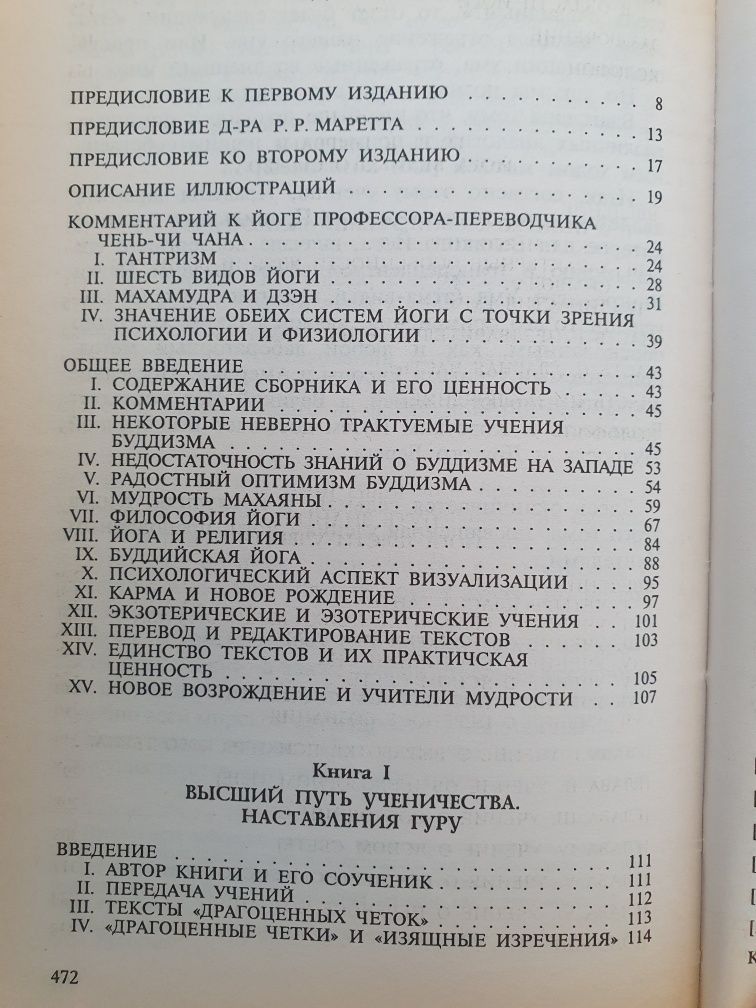 ПРЕДИСЛОВИЕ К ПЕРВОМУ ИЗДАНИЮ . . . . . . . . . . . 8
ПРЕДИСЛОВИЕ Д-РА Р. Р. МАРЕТТА . . . . . . . . . . . . . 13
ПРЕДИСЛОВИЕ КО ВТОРОМУ ИЗДАНИЮ . . . . . . . . . . 17
ОПИСАНИЕ ИЛЛЮСТРАЦИЙ . . . . . . . . . . . . . . . . . 19
КОММЕНТАРИЙ К ЙОГЕ ПРОФЕССОРА-ПЕРЕВОДЧИКА
ЧЕНЬ-ЧИ ЧАНА . . . . . . . . . . . . . . . . . . . . 24
I. ТАНТРИЗМ . . . . . . . . . . . . . . . . . . . . . 24
II. ШЕСТЬ ВИДОВ ЙОГИ . . . . . . . . . . . . . . . . 28
III. МАХАМУДРА И ДЗЭН . . . . . . . . . . . . . . . . 31
IV. ЗНАЧЕНИЕ ОБЕИХ СИСТЕМ ЙОГИ С ТОЧКИ ЗРЕНИЯ
ПСИХОЛОГИИ И ФИЗИОЛОГИИ . . . . . . . . . . . . 39
ОБЩЕЕ ВВЕДЕНИЕ . . . . . . . . . . . . . . . . . . . . 43
I. СОДЕРЖАНИЕ СБОРНИКА И ЕГО ЦЕННОСТЬ . . . . . 43
II. КОММЕНТАРИИ . . . . . . . . . . . . . . . . . . . 45
III. НЕКОТОРЫЕ НЕВЕРНО ТРАКТУЕМЫЕ УЧЕНИЯ
БУДДИЗМА . . . . . . . . . . . . . . . . . . . . . 45
IV. НЕДОСТАТОЧНОСТЬ ЗНАНИЙ О БУДДИЗМЕ НА ЗАПАДЕ 53
V. РАДОСТНЫЙ ОПТИМИЗМ БУДДИЗМА . . . . . . . . . 54
VI. МУДРОСТЬ МАХАЯНЫ . . . . . . . . . . . . . . . . 59
VII. ФИЛОСОФИЯ ЙОГИ . . . . . . . . . . . . . . . . . 67
VIII. ЙОГА И РЕЛИГИЯ . . . . . . . . . . . . . . . . . . 84
IX. БУДДИЙСКАЯ ЙОГА . . . . . . . . . . . . . . . . . 88
X. ПСИХОЛОГИЧЕСКИЙ АСПЕКТ ВИЗУАЛИЗАЦИИ . . . . 95
XI. КАРМА И НОВОЕ РОЖДЕНИЕ . . . . . . . . . . . . . 97
XII. ЭКЗОТЕРИЧЕСКИЕ И ЭЗОТЕРИЧЕСКИЕ УЧЕНИЯ . . 101
XIII. ПЕРЕВОД И РЕДАКТИРОВАНИЕ ТЕКСТОВ . . . . . . 103
XIV. ЕДИНСТВО ТЕКСТОВ И ИХ ПРАКТИЧСКАЯ
ЦЕННОСТЬ . . . . . . . . . . . . . . . . . . . . . 105
XV. НОВОЕ ВОЗРОЖДЕНИЕ И УЧИТЕЛИ МУДРОСТИ . . 107
Книга I
ВЫСШИЙ ПУТЬ УЧЕНИЧЕСТВА.
НАСТАВЛЕНИЯ ГУРУ
ВВЕДЕНИЕ . . . . . . . . . . . . . . . . . . . . . . . . 111
I. АВТОР КНИГИ И ЕГО СОУЧЕНИК . . . . . . . . . . 111
II. ПЕРЕДАЧА УЧЕНИЙ . . . . . . . . . . . . . . . . . 112
III. ТЕКСТЫ «ДРАГОЦЕННЫХ ЧЕТОК» . . . . . . . . . . 113
IV. «ДРАГОЦЕННЫЕ ЧЕТКИ» И «ИЗЯЩНЫЕ ИЗРЕЧЕНИЯ» 114
472